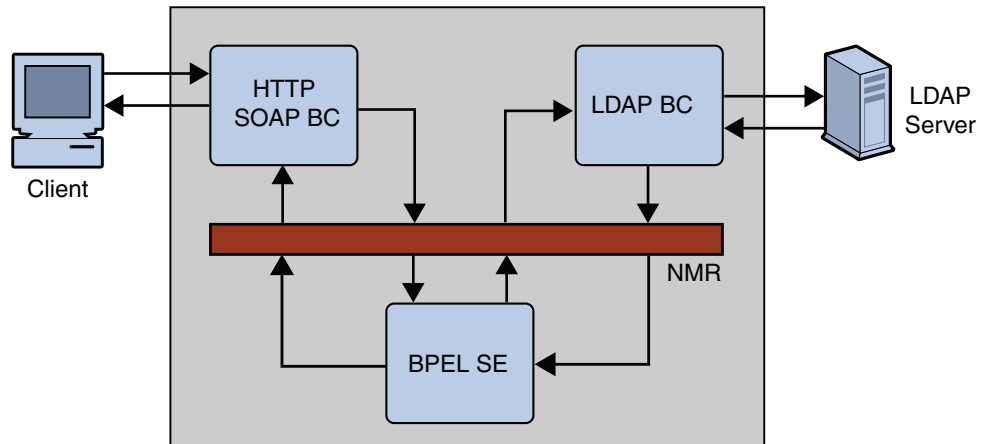 HTTP
SOAP BC
LDAP BC
LDAP
Server
Client
NMR
BPEL SE